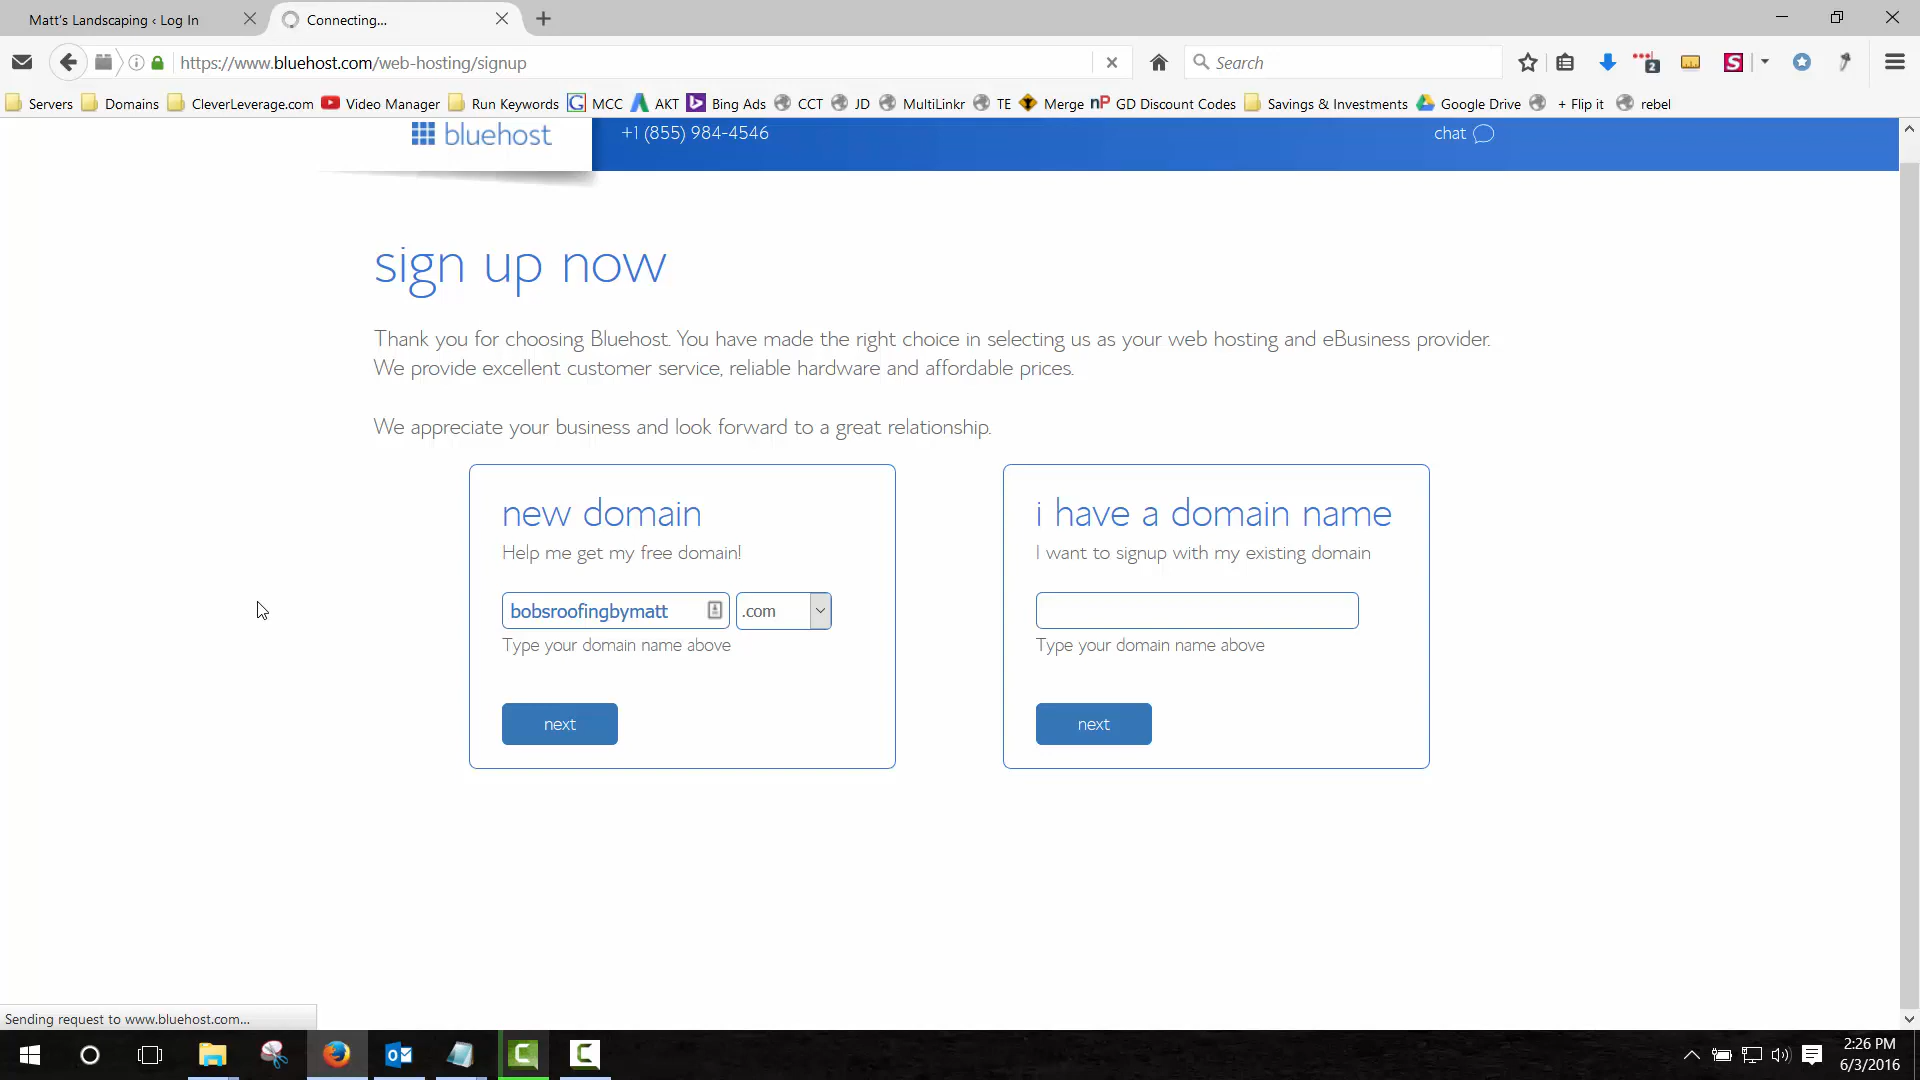 Matt's Landscaping ‹ Log In
Connecting...
https://www.bluehost.com/web-hosting/signup
Search
2
S
Servers
Domains
CleverLeverage.com
Video Manager
Run Keywords
MCC
AKT
Bing Ads
CCT
JD
MultiLinkr
TE
Merge
GD Discount Codes
Savings & Investments
Google Drive
+ Flip it
rebel
bluehost
+1 (855) 984-4546
chat
sign up now
Thank you for choosing Bluehost. You have made the right choice in selecting us as your web hosting and eBusiness provider.
We provide excellent customer service, reliable hardware and affordable prices.
We appreciate your business and look forward to a great relationship.
new domain
Help me get my free domain!
bobsroofingbymatt
.com
Type your domain name above
next
i have a domain name
I want to signup with my existing domain
Type your domain name above
next
Sending request to www.bluehost.com...
2:26 PM
6/3/2016